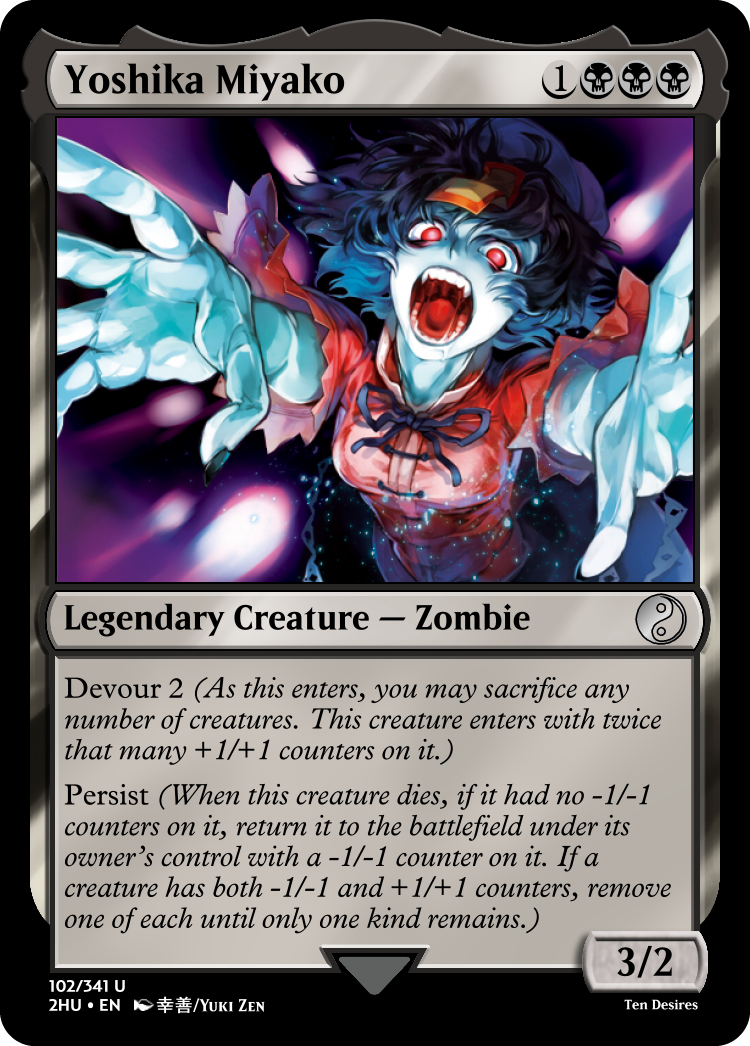 Yoshika Miyako 1
Legendary Creature — Zombie
Devour 2 (As this enters, you may sacrifice any
number of creatures. This creature enters with twice
that many +1/+1 counters on it.)
Persist (When this creature dies, if it had no -1/-1
counters on it, return it to the battlefield under its
owner's control with a -1/-1 counter on it. If a
creature has both -1/-1 and +1/+1 counters, remove
one of each until only one kind remains.)
3/2
102/341 U
2HU • EN 幸善/Yuki Zen
Ten Desires